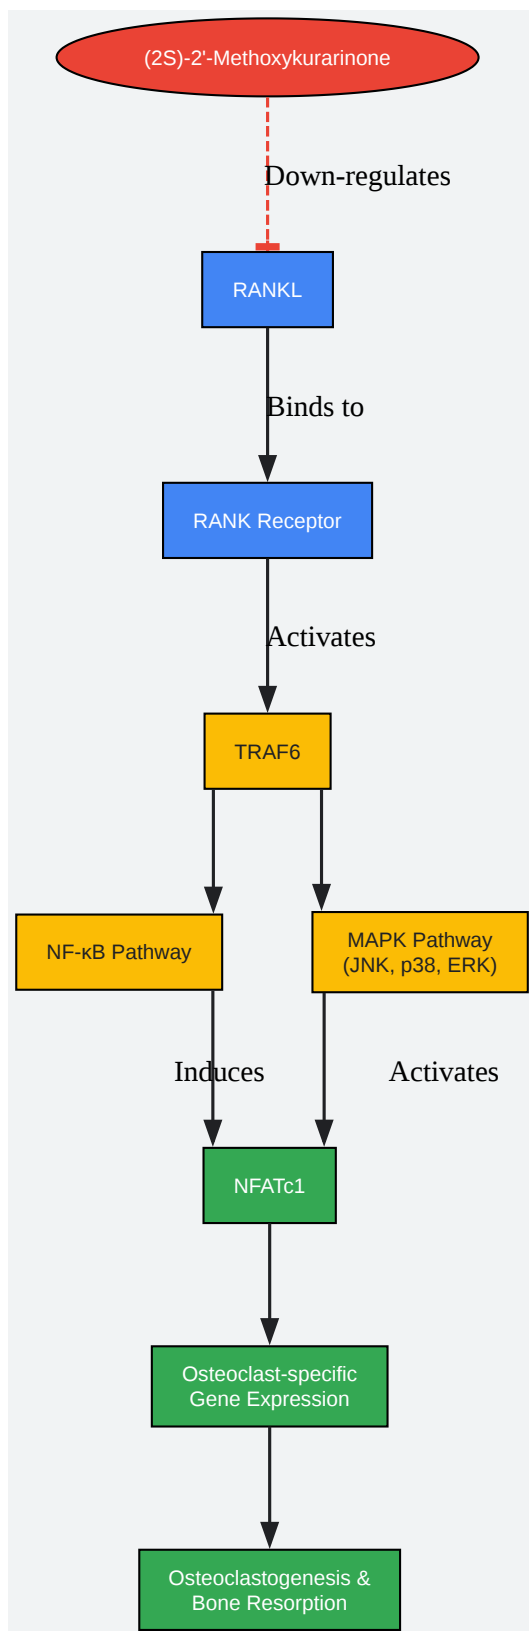 (2S)-2'-Methoxykurarinone
Down-regulates
RANKL
Binds to
RANK Receptor
Activates
TRAF6
NF-κB Pathway
MAPK Pathway
(JNK, p38, ERK)
Induces
Activates
NFATc1
Osteoclast-specific
Gene Expression
Osteoclastogenesis &
Bone Resorption